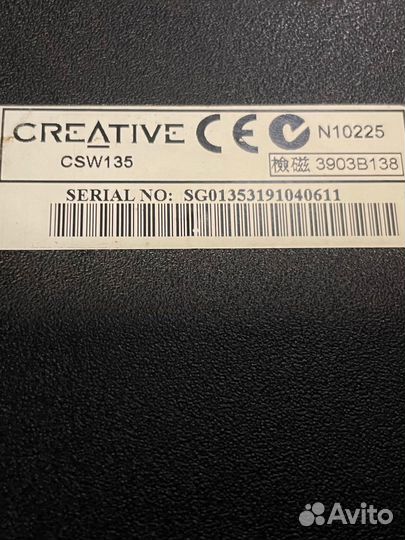 CREATIVE CE N10225
CSW135 檢磁 3903B138
SERIAL NO: SG01353191040611
Avito